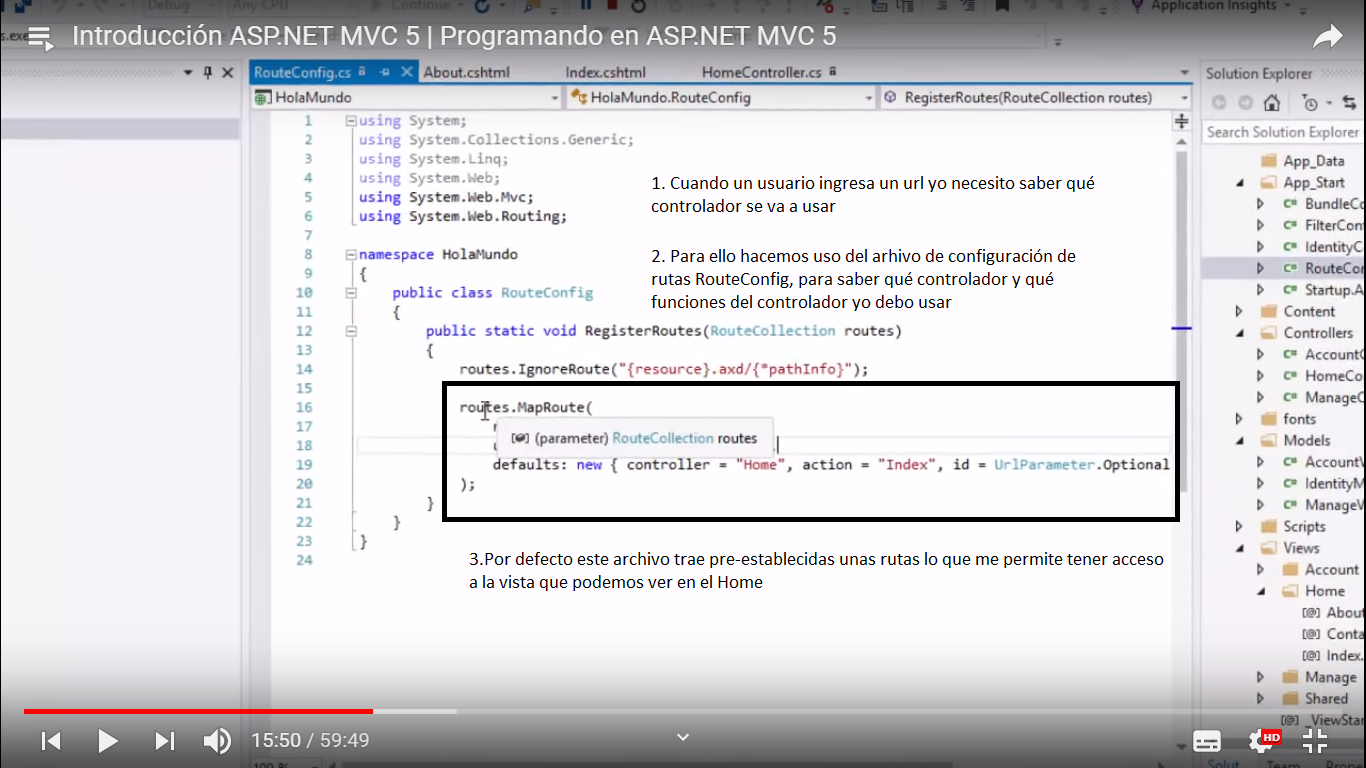 Debug
Any CPU
Continue
Application Insights
s.exe
Introducción ASP.NET MVC 5 | Programando en ASP.NET MVC 5
RouteConfig.cs
About.cshtml
Index.cshtml
HomeController.cs
Solution Explorer
HolaMundo
HolaMundo.RouteConfig
RegisterRoutes(RouteCollection routes)
Search Solution Explorer
1 using System;
2 using System.Collections.Generic;
3 using System.Linq;
4 using System.Web;
5 using System.Web.Mvc;
6 using System.Web.Routing;
7
8 namespace HolaMundo
9 {
10 public class RouteConfig
11 {
12 public static void RegisterRoutes(RouteCollection routes)
13 {
14 routes.IgnoreRoute("{resource}.axd/{*pathInfo}");
15
16 routes.MapRoute(
17
18
(parameter) RouteCollection routes
19 defaults: new { controller = "Home", action = "Index", id = UrlParameter.Optional
20 );
21 }
22 }
23 }
24
1. Cuando un usuario ingresa un url yo necesito saber qué
controlador se va a usar
2. Para ello hacemos uso del arhivo de configuración de
rutas RouteConfig, para saber qué controlador y qué
funciones del controlador yo debo usar
3.Por defecto este archivo trae pre-establecidas unas rutas lo que me permite tener acceso
a la vista que podemos ver en el Home
App_Data
App_Start
C# BundleCo
C# FilterCon
C# IdentityC
C# RouteCor
C# Startup.A
Content
Controllers
C# AccountC
C# HomeCo
C# ManageC
fonts
Models
C# AccountV
C# IdentityM
C# ManageV
Scripts
Views
Account
Home
[@] About
[@] Conta
[@] Index.
Manage
Shared
[@] _ViewStar
15:50 / 59:49
HD
100 %
Solut
Team
Prope